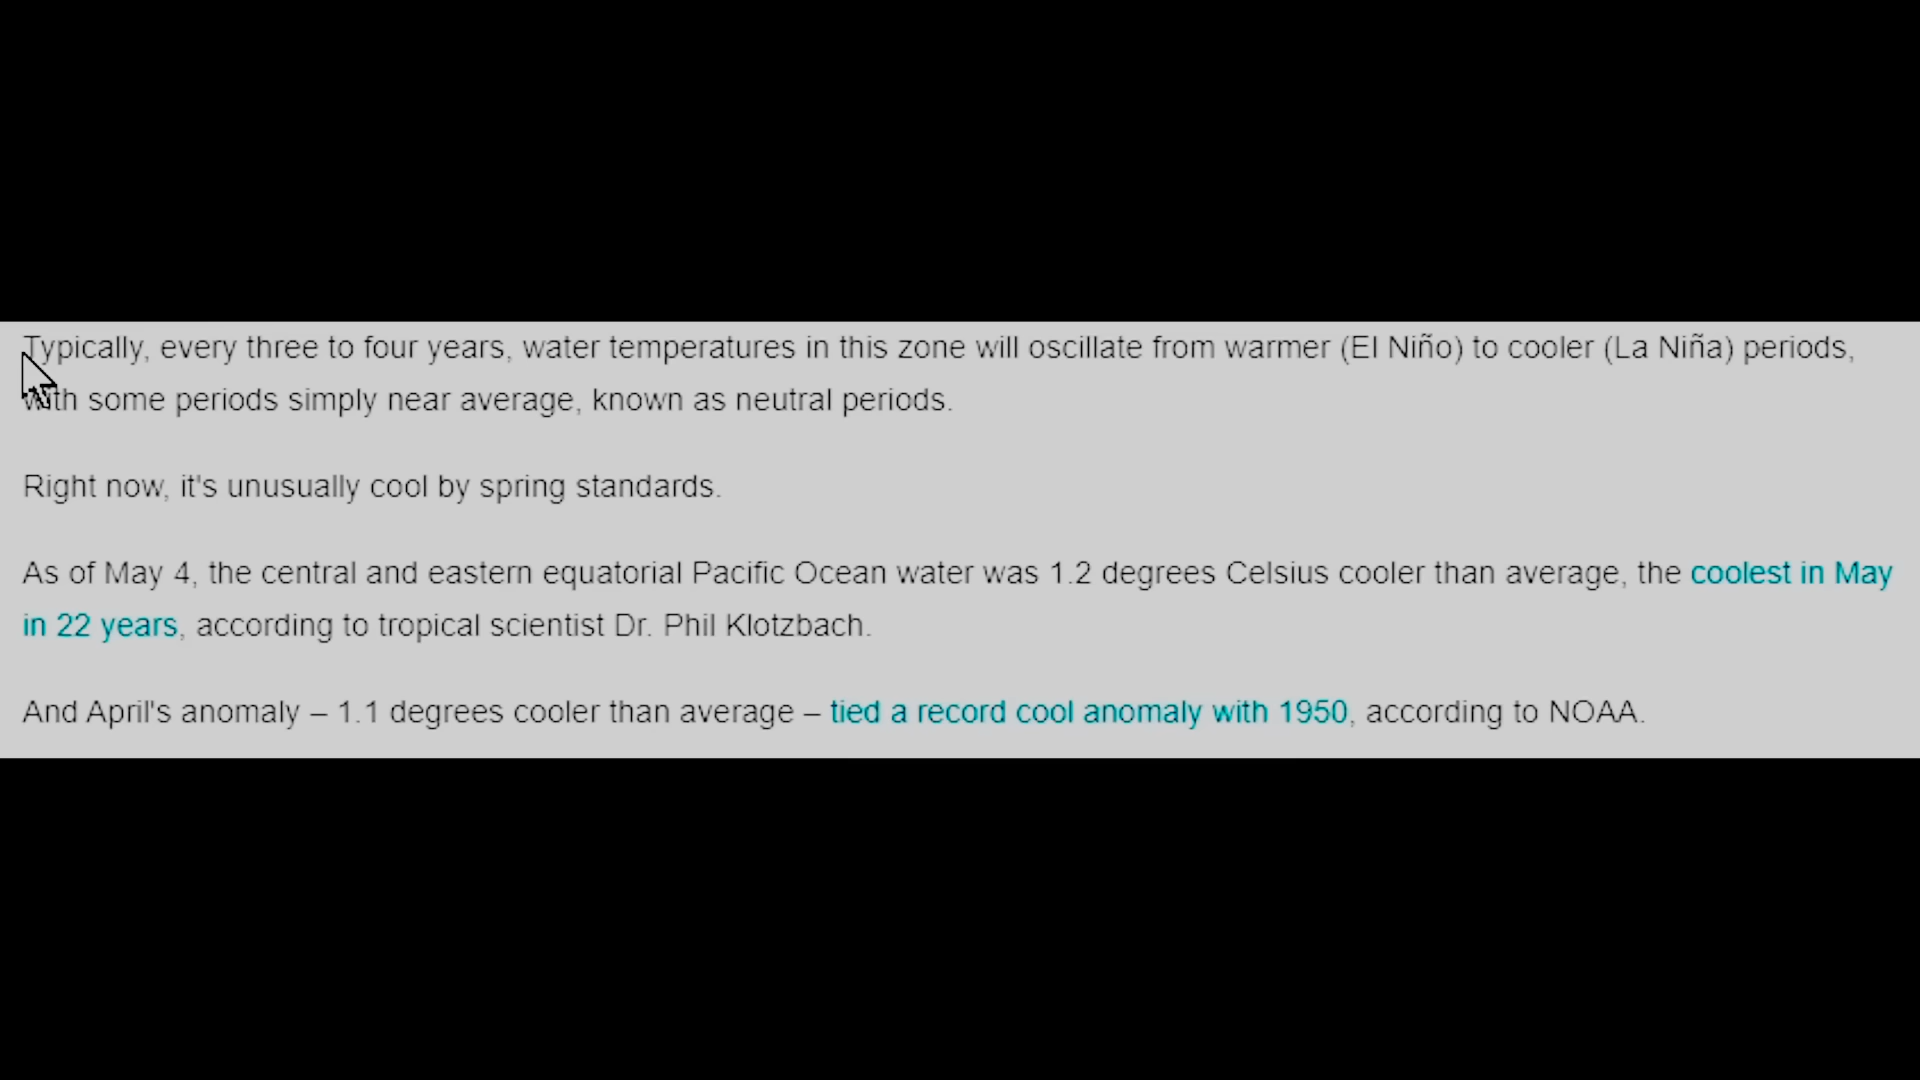 Typically, every three to four years, water temperatures in this zone will oscillate from warmer (El Niño) to cooler (La Niña) periods,
with some periods simply near average, known as neutral periods.
Right now, it's unusually cool by spring standards.
As of May 4, the central and eastern equatorial Pacific Ocean water was 1.2 degrees Celsius cooler than average, the coolest in May
in 22 years, according to tropical scientist Dr. Phil Klotzbach.
And April's anomaly – 1.1 degrees cooler than average – tied a record cool anomaly with 1950, according to NOAA.